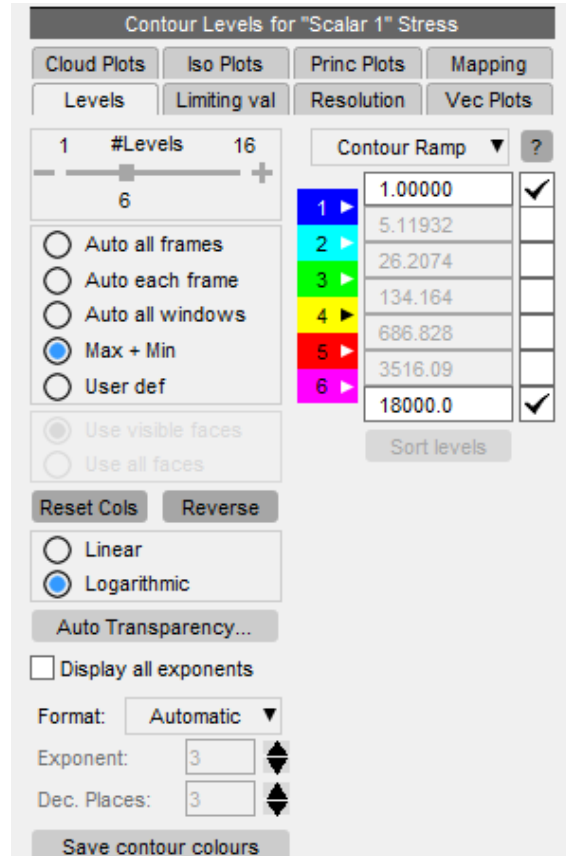 Contour Levels for "Scalar 1" Stress
Cloud Plots Iso Plots Princ Plots Mapping
Levels Limiting val Resolution Vec Plots
1 #Levels 16
6
Auto all frames
Auto each frame
Auto all windows
Max + Min
User def
Use visible faces
Use all faces
Reset Cols Reverse
Linear
Logarithmic
Auto Transparency...
Display all exponents
Format: Automatic
Exponent: 3
Dec. Places: 3
Save contour colours
Contour Ramp ?
1.00000
1
5.11932
2
26.2074
3
134.164
4
686.828
5
3516.09
6
18000.0
Sort levels